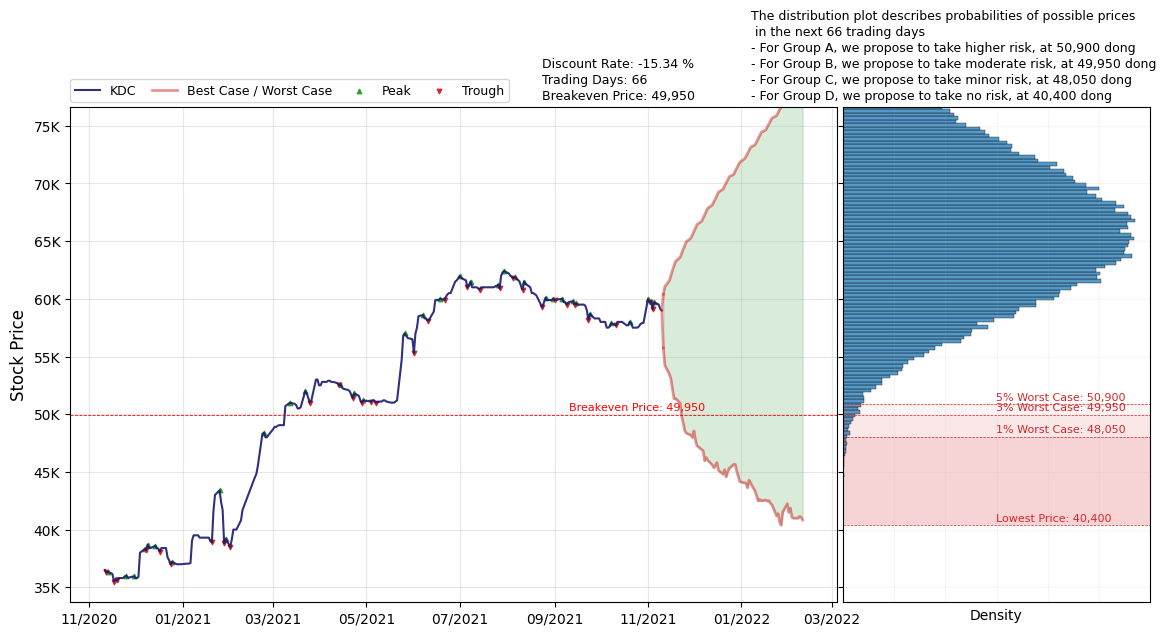 The distribution plot describes probabilities of possible prices
in the next 66 trading days
- For Group A, we propose to take higher risk, at 50,900 dong
- For Group B, we propose to take moderate risk, at 49,950 dong
- For Group C, we propose to take minor risk, at 48,050 dong
- For Group D, we propose to take no risk, at 40,400 dong
Discount Rate: -15.34 %
Trading Days: 66
Breakeven Price: 49,950
KDC
Best Case / Worst Case
Peak
Trough
Stock Price
75K
70K
65K
60K
55K
50K
45K
40K
35K
Breakeven Price: 49,950
11/2020
01/2021
03/2021
05/2021
07/2021
09/2021
11/2021
01/2022
03/2022
5% Worst Case: 50,900
3% Worst Case: 49,950
1% Worst Case: 48,050
Lowest Price: 40,400
Density